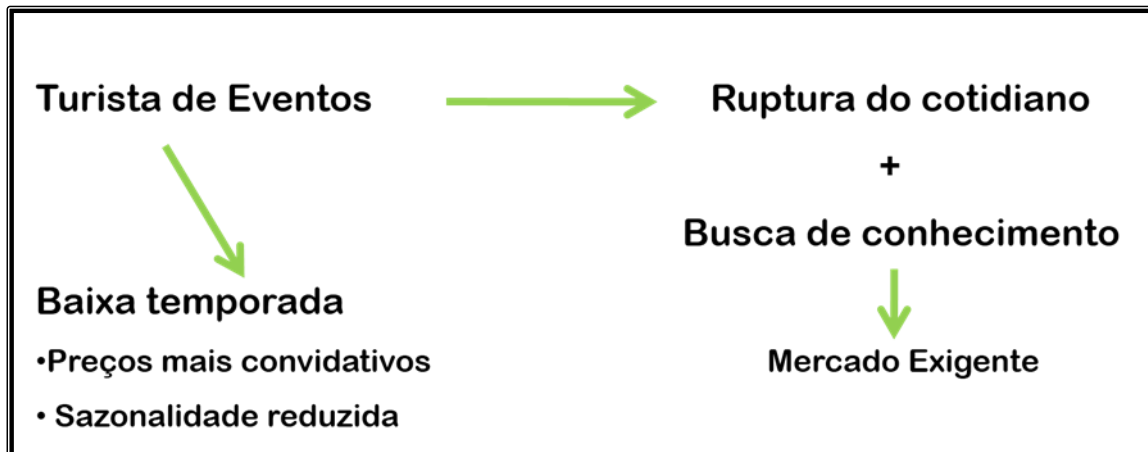 Turista de Eventos
Ruptura do cotidiano
+
Busca de conhecimento
Mercado Exigente
Baixa temporada
•Preços mais convidativos
• Sazonalidade reduzida